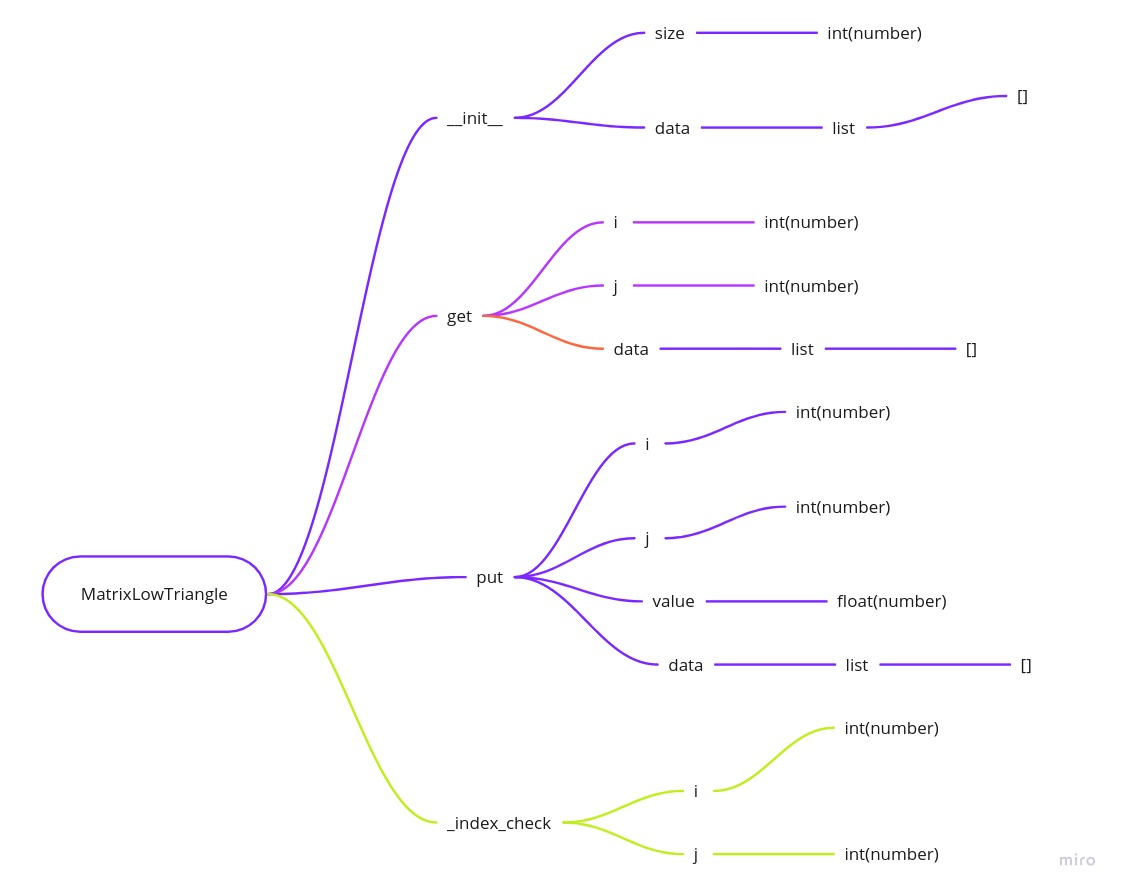 size
int(number)
[]
__init__
data
list
i
int(number)
j
int(number)
get
data
list
[]
int(number)
i
int(number)
j
put
MatrixLowTriangle
value
float(number)
data
list
[]
int(number)
i
_index_check
j
int(number)
miro